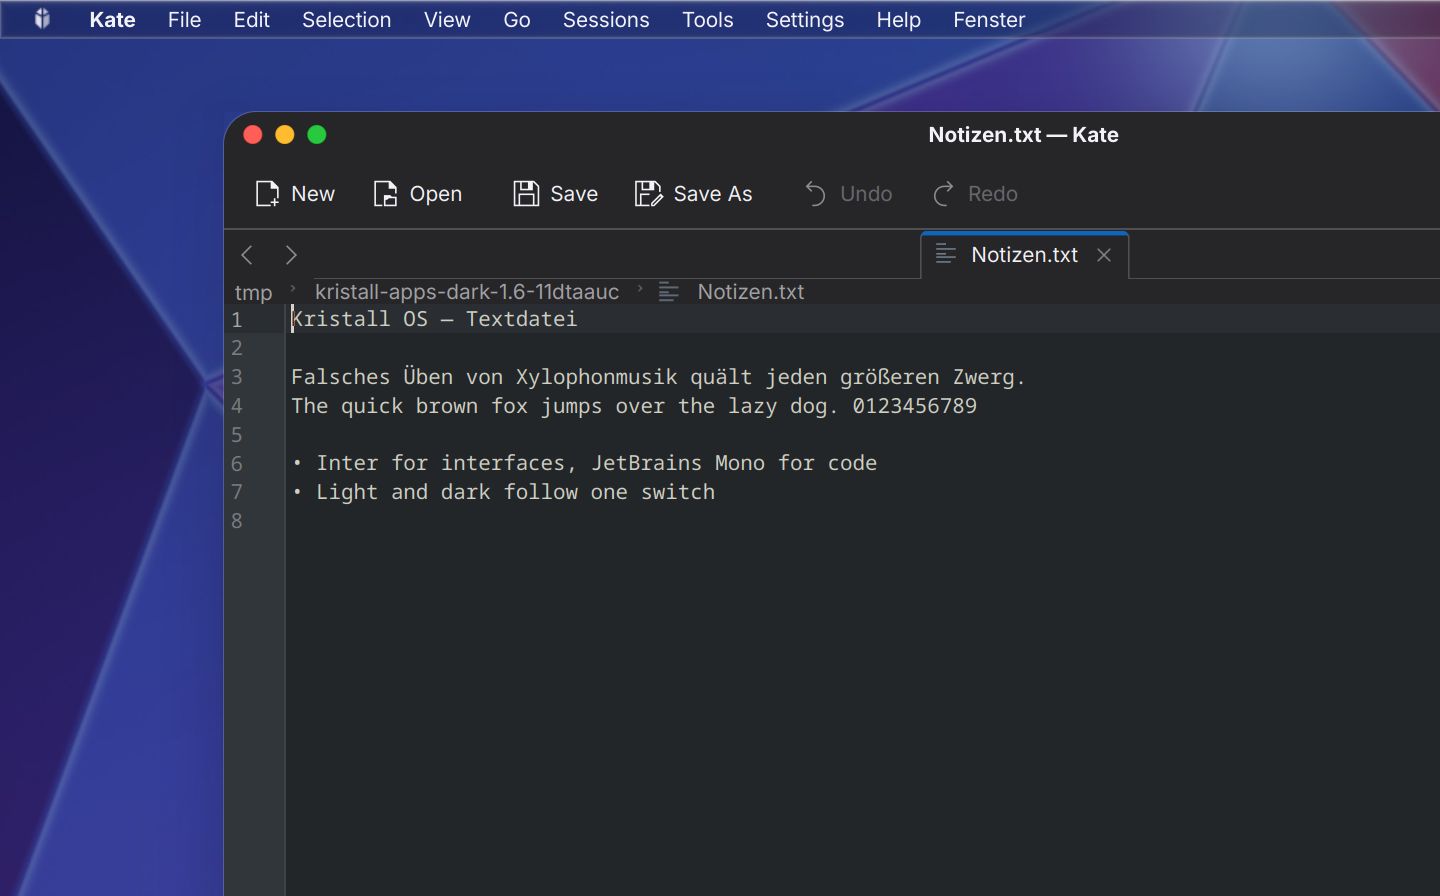 Kate File Edit Selection View Go Sessions Tools Settings Help Fenster
Notizen.txt — Kate
New Open Save Save As Undo Redo
Notizen.txt
tmp › kristall-apps-dark-1.6-11dtaauc › Notizen.txt
1 Kristall OS – Textdatei
2
3 Falsches Üben von Xylophonmusik quält jeden größeren Zwerg.
4 The quick brown fox jumps over the lazy dog. 0123456789
5
6 • Inter for interfaces, JetBrains Mono for code
7 • Light and dark follow one switch
8